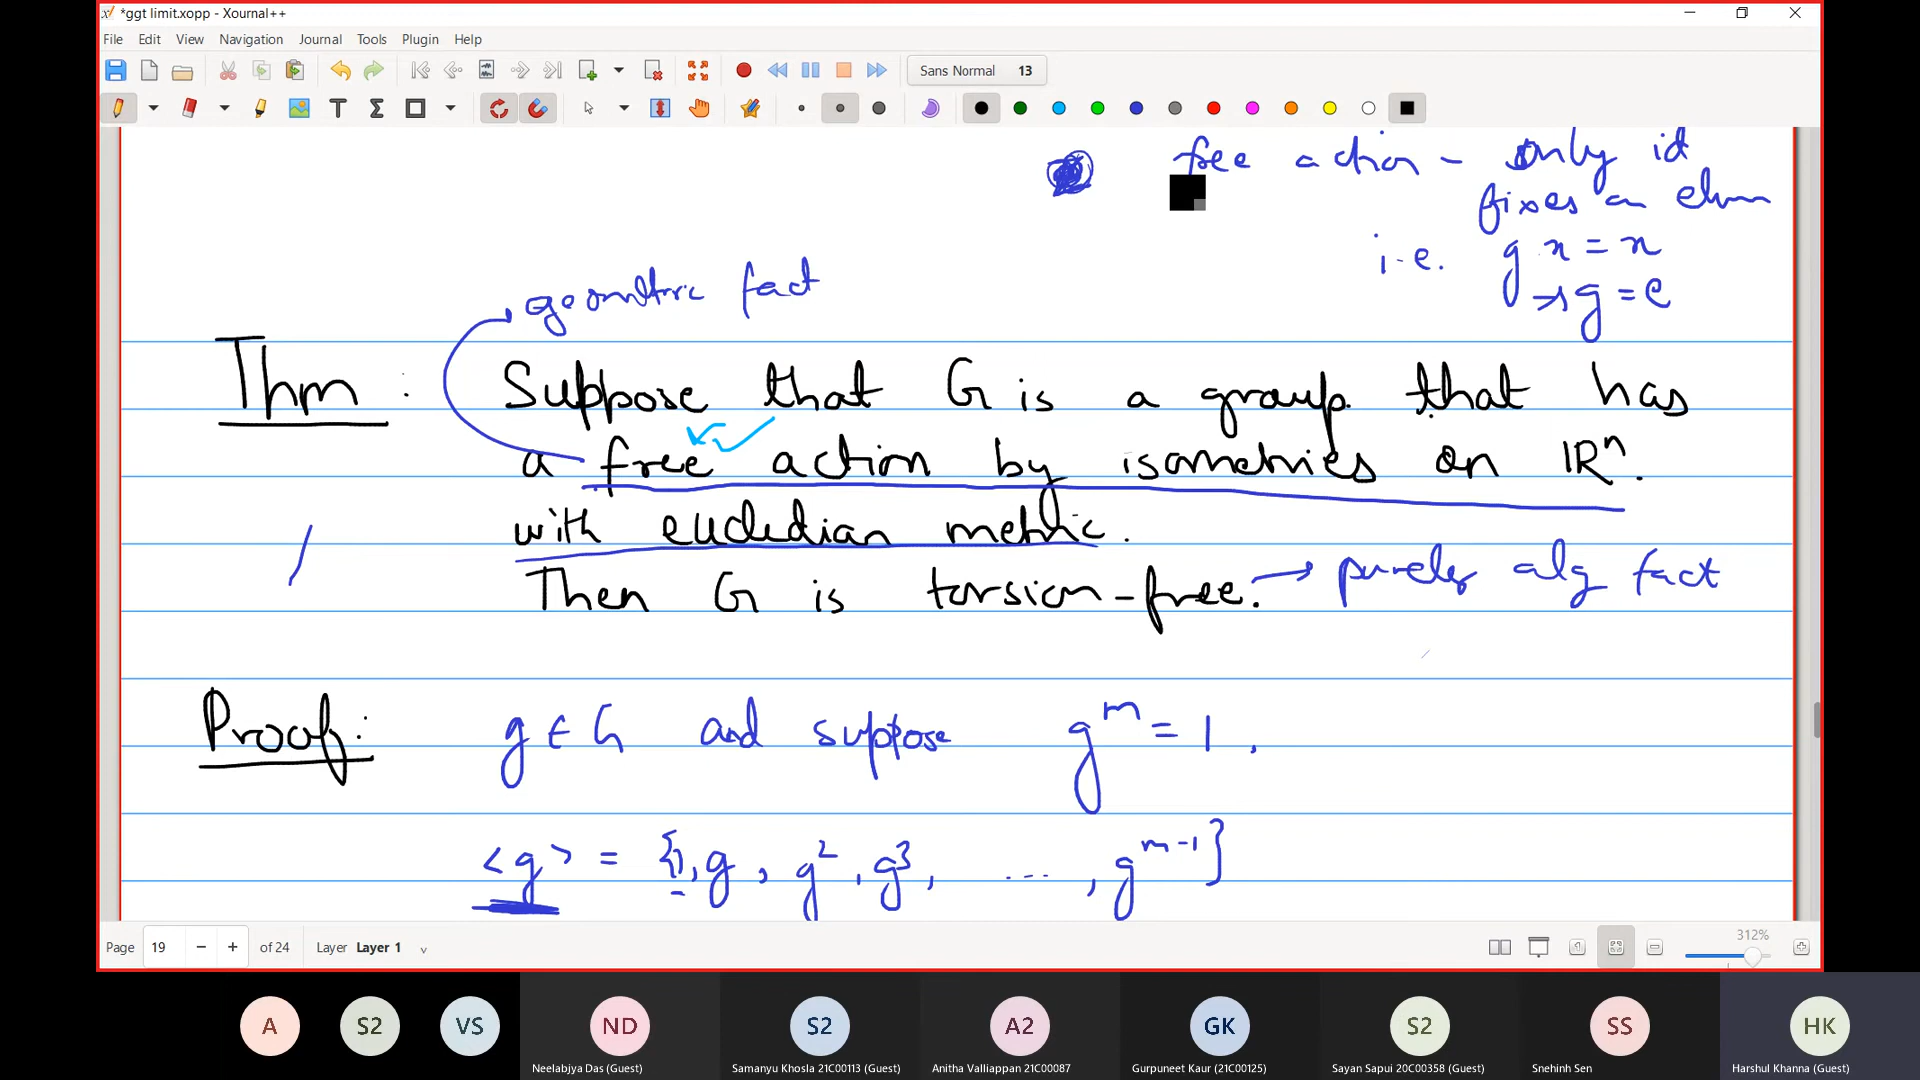 *ggt limit.xopp - Xournal++
File Edit View Navigation Journal Tools Plugin Help
Sans Normal 13
free action - only id
fixes an elem
i.e. g x = x
→ g = e
geometric fact
Thm: Suppose that G is a group that has
a free action by isometries on ℝⁿ.
with eucledian metric.
Then G is torsion-free. → purely alg fact
Proof: g ∈ G and suppose g^m = 1,
<g> = {1, g, g², g³, ...., g^{m-1}}
Page 19 of 24 Layer Layer 1 312%
A S2 VS ND S2 A2 GK S2 SS HK
Neelabjya Das (Guest) Samanyu Khosla 21C00113 (Guest) Anitha Valliappan 21C00087 Gurpuneet Kaur (21C00125) Sayan Sapui 20C00358 (Guest) Snehinh Sen Harshul Khanna (Guest)